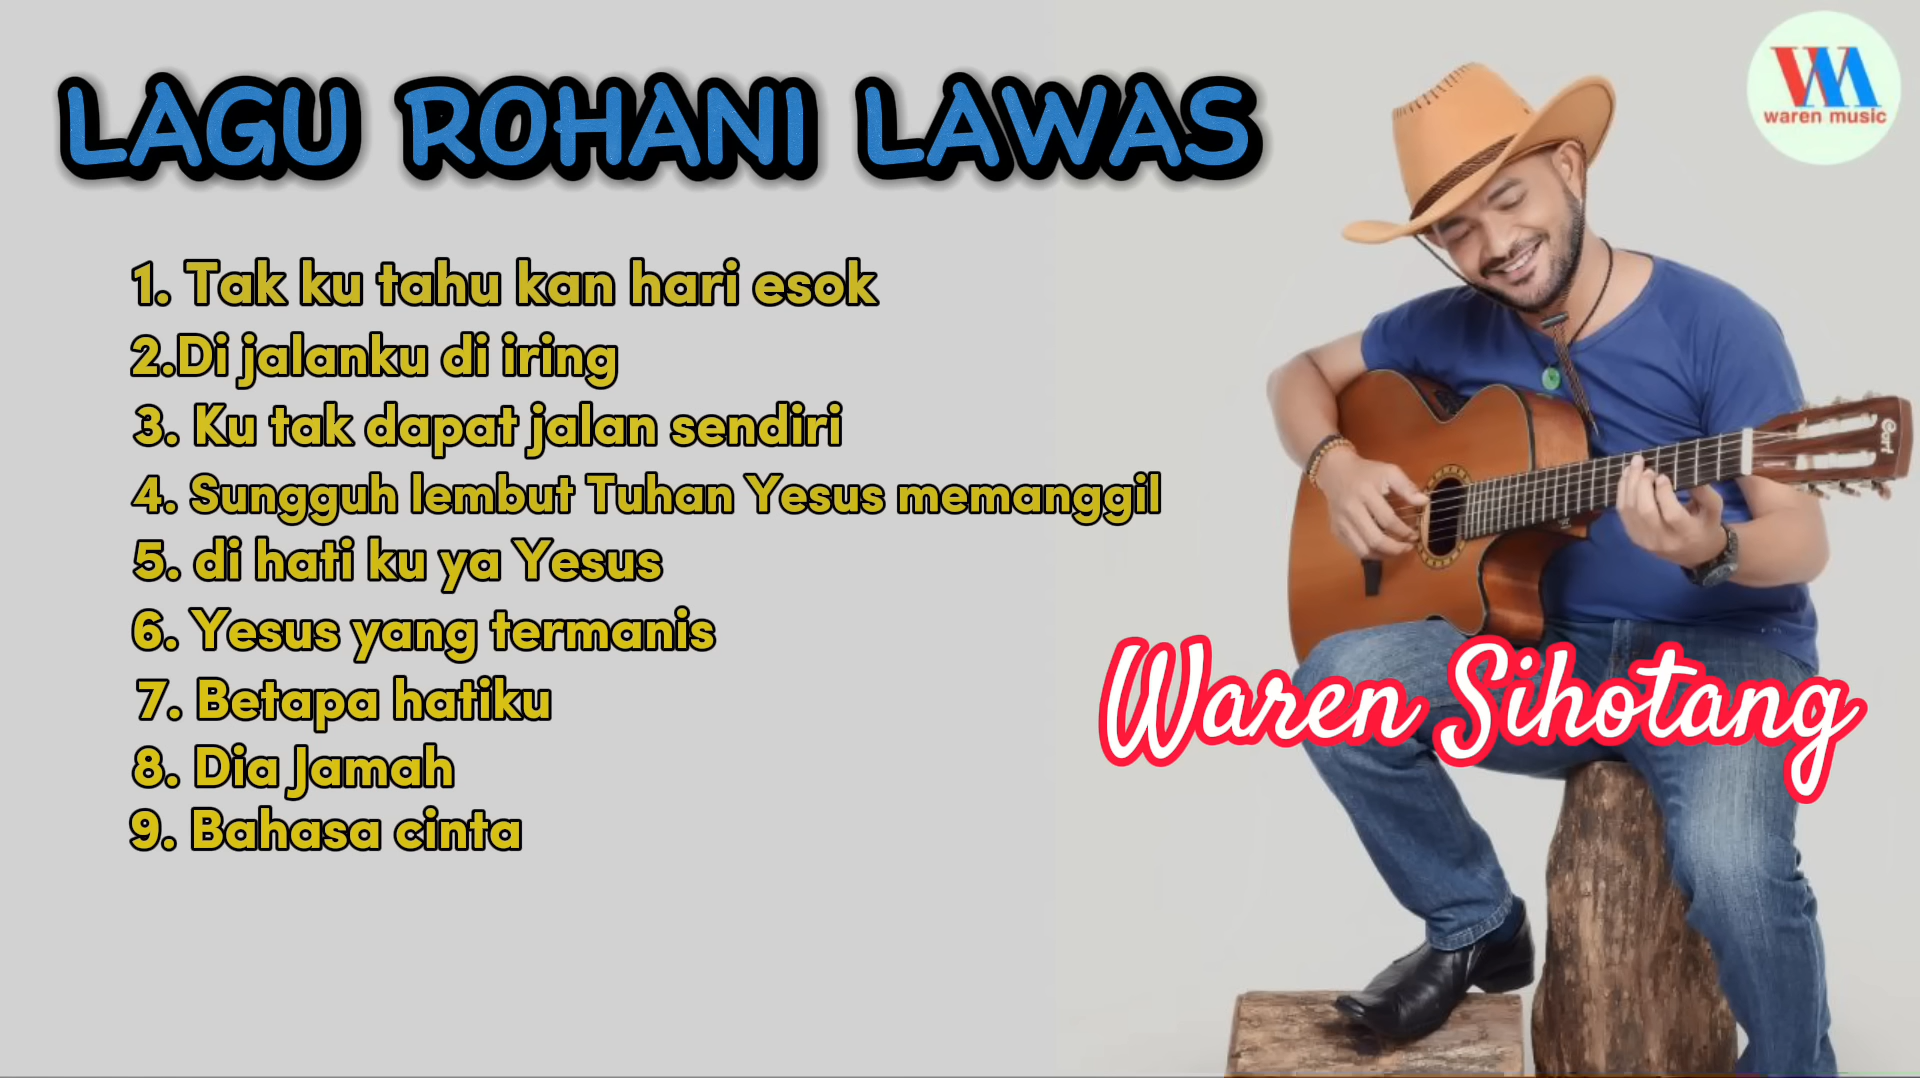 LAGU ROHANI LAWAS
WM
waren music
1. Tak ku tahu kan hari esok
2.Di jalanku di iring
3. Ku tak dapat jalan sendiri
4. Sungguh lembut Tuhan Yesus memanggil
5. di hati ku ya Yesus
6. Yesus yang termanis
7. Betapa hatiku
8. Dia Jamah
9. Bahasa cinta
Cort
Waren Sihotang